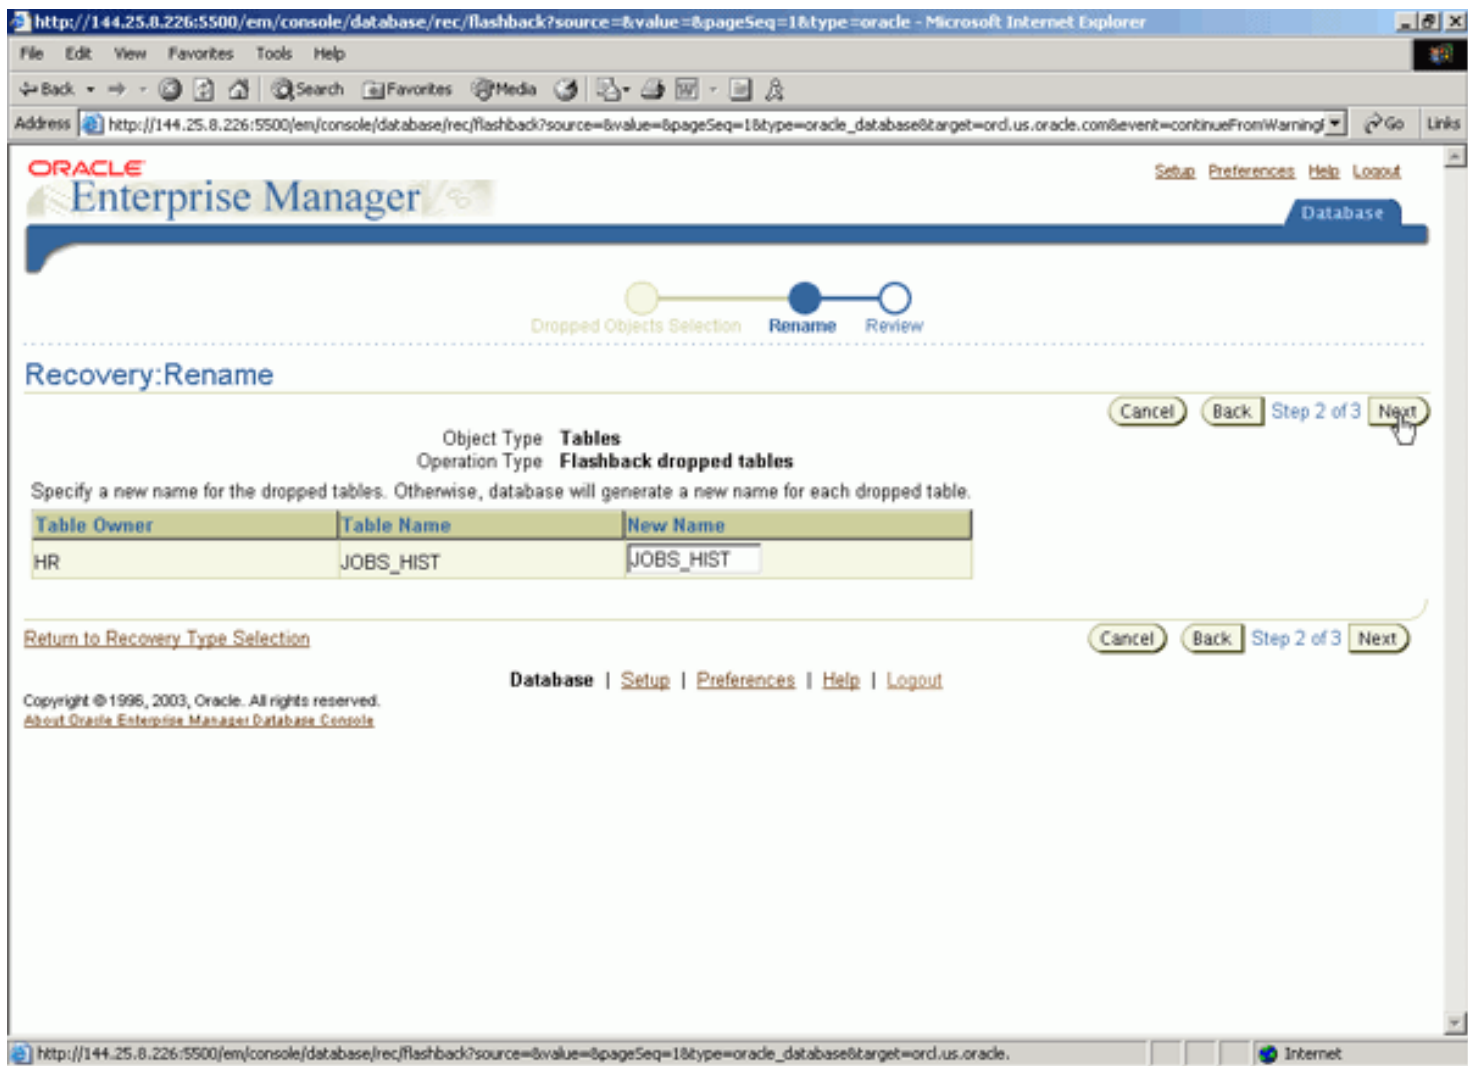 http://144.25.8.226:5500/em/console/database/rec/flashback?source=&value=&pageSeq=1&type=oracle - Microsoft Internet Explorer
File Edit View Favorites Tools Help
Back Search Favorites Media
Address http://144.25.8.226:5500/em/console/database/rec/flashback?source=&value=&pageSeq=1&type=oracle_database&target=orcl.us.oracle.com&event=continueFromWarning Go Links
ORACLE
Enterprise Manager
Setup Preferences Help Logout
Database
Dropped Objects Selection Rename Review
Recovery:Rename
Cancel Back Step 2 of 3 Next
Object Type Tables
Operation Type Flashback dropped tables
Specify a new name for the dropped tables. Otherwise, database will generate a new name for each dropped table.
Table Owner Table Name New Name
HR JOBS_HIST JOBS_HIST
Return to Recovery Type Selection
Cancel Back Step 2 of 3 Next
Database | Setup | Preferences | Help | Logout
Copyright © 1996, 2003, Oracle. All rights reserved.
About Oracle Enterprise Manager Database Console
http://144.25.8.226:5500/em/console/database/rec/flashback?source=&value=&pageSeq=1&type=oracle_database&target=orcl.us.oracle. Internet